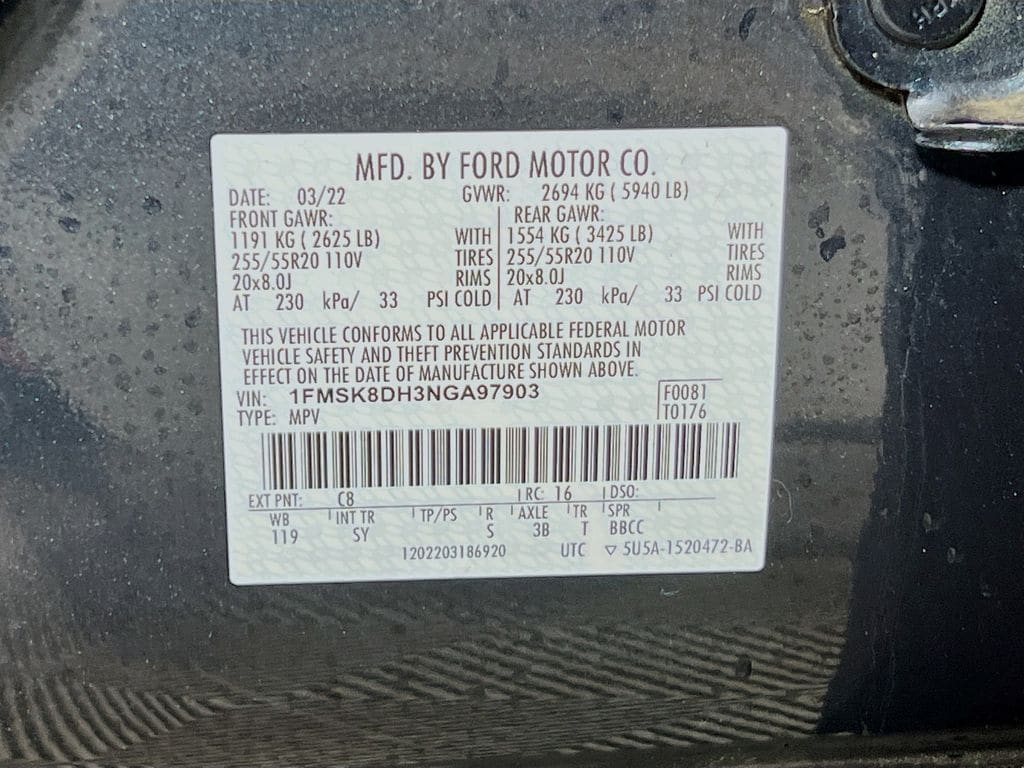 MFD. BY FORD MOTOR CO.
DATE: 03/22 GVWR: 2694 KG ( 5940 LB)
FRONT GAWR: REAR GAWR:
1191 KG ( 2625 LB) WITH 1554 KG ( 3425 LB) WITH
255/55R20 110V TIRES 255/55R20 110V TIRES
20x8.0J RIMS 20x8.0J RIMS
AT 230 kPa/ 33 PSI COLD AT 230 kPa/ 33 PSI COLD
THIS VEHICLE CONFORMS TO ALL APPLICABLE FEDERAL MOTOR
VEHICLE SAFETY AND THEFT PREVENTION STANDARDS IN
EFFECT ON THE DATE OF MANUFACTURE SHOWN ABOVE.
VIN: 1FMSK8DH3NGA97903 F0081
TYPE: MPV T0176
EXT PNT: C8 RC: 16 DSO:
WB INT TR TP/PS R AXLE TR SPR
119 SY S 3B T BBCC
1202203186920 UTC ▽ 5U5A-1520472-BA